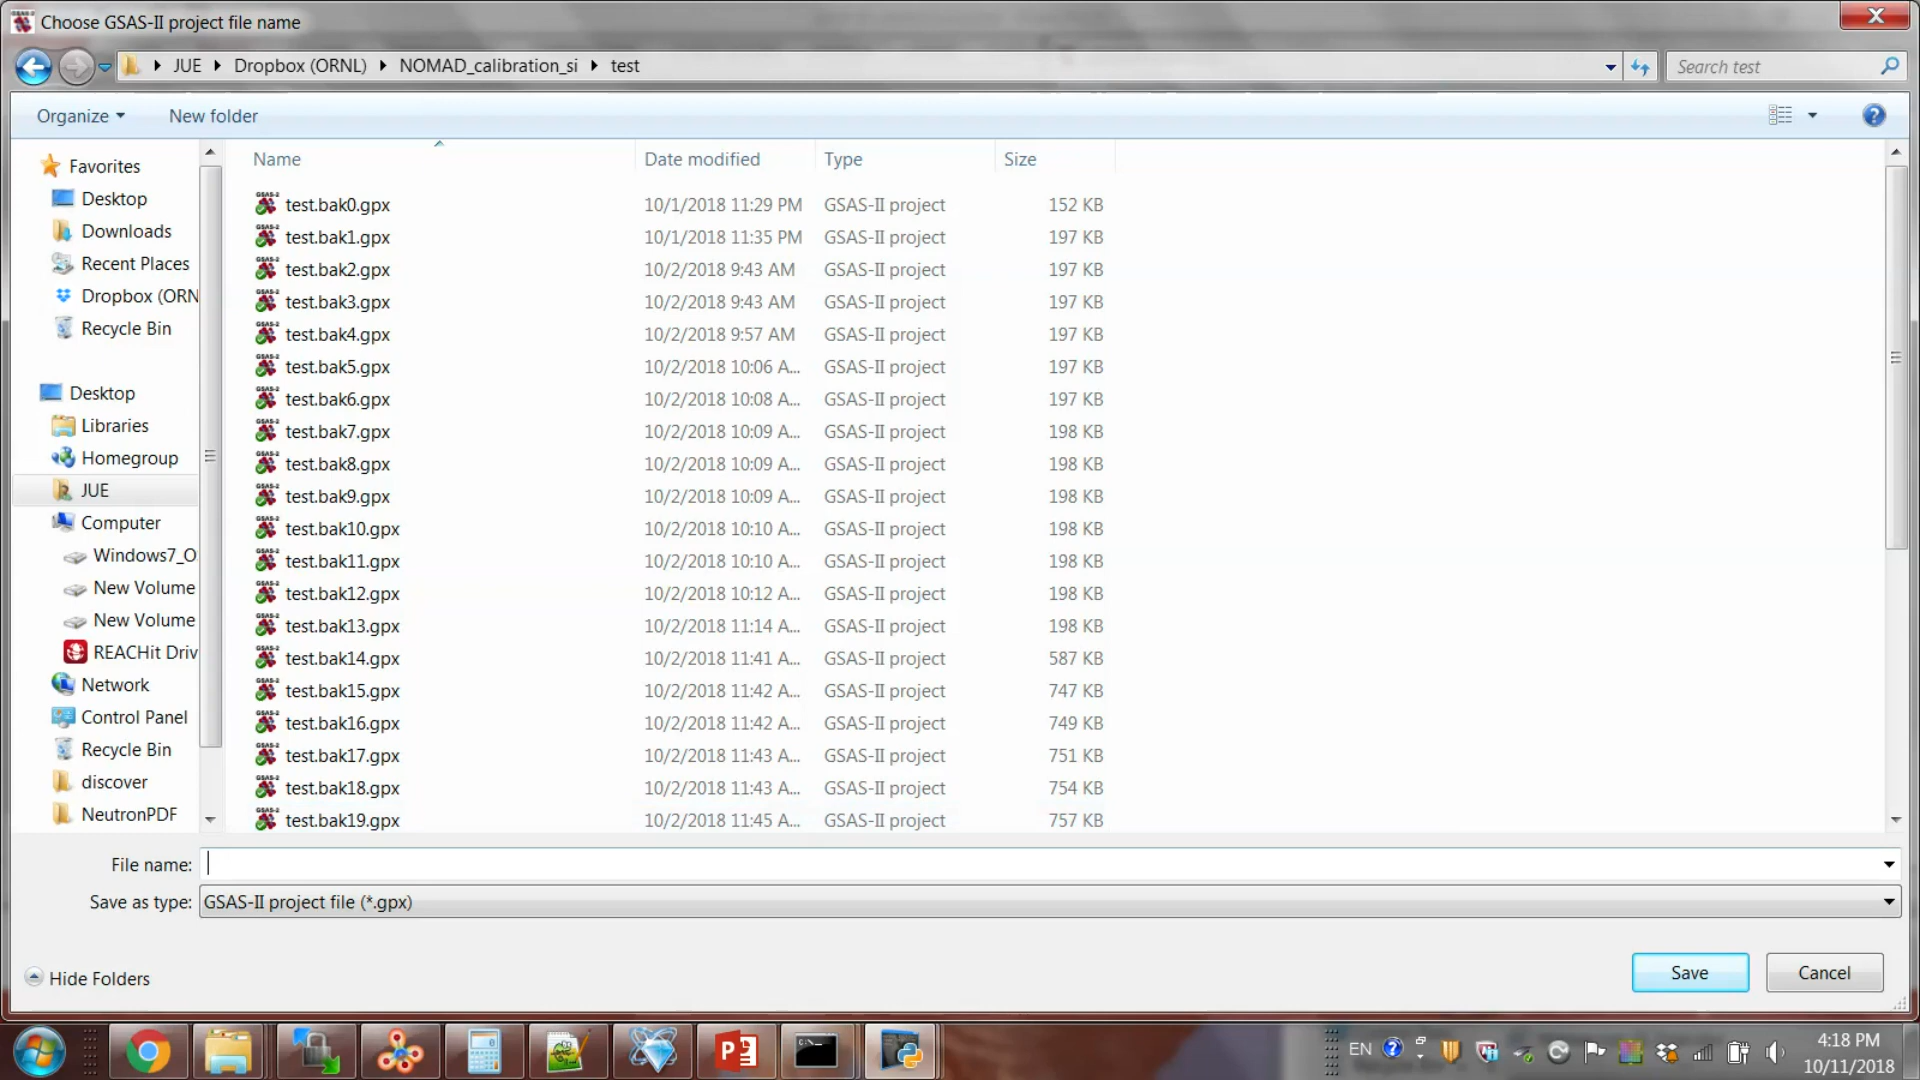 Choose GSAS-II project file name
JUE Dropbox (ORNL) NOMAD_calibration_si test
Search test
Organize New folder
Name Date modified Type Size
Favorites
Desktop
Downloads
Recent Places
Dropbox (ORN
Recycle Bin
Desktop
Libraries
Homegroup
JUE
Computer
Windows7_O
New Volume
New Volume
REACHit Driv
Network
Control Panel
Recycle Bin
discover
NeutronPDF
test.bak0.gpx 10/1/2018 11:29 PM GSAS-II project 152 KB
test.bak1.gpx 10/1/2018 11:35 PM GSAS-II project 197 KB
test.bak2.gpx 10/2/2018 9:43 AM GSAS-II project 197 KB
test.bak3.gpx 10/2/2018 9:43 AM GSAS-II project 197 KB
test.bak4.gpx 10/2/2018 9:57 AM GSAS-II project 197 KB
test.bak5.gpx 10/2/2018 10:06 A... GSAS-II project 197 KB
test.bak6.gpx 10/2/2018 10:08 A... GSAS-II project 197 KB
test.bak7.gpx 10/2/2018 10:09 A... GSAS-II project 198 KB
test.bak8.gpx 10/2/2018 10:09 A... GSAS-II project 198 KB
test.bak9.gpx 10/2/2018 10:09 A... GSAS-II project 198 KB
test.bak10.gpx 10/2/2018 10:10 A... GSAS-II project 198 KB
test.bak11.gpx 10/2/2018 10:10 A... GSAS-II project 198 KB
test.bak12.gpx 10/2/2018 10:12 A... GSAS-II project 198 KB
test.bak13.gpx 10/2/2018 11:14 A... GSAS-II project 198 KB
test.bak14.gpx 10/2/2018 11:41 A... GSAS-II project 587 KB
test.bak15.gpx 10/2/2018 11:42 A... GSAS-II project 747 KB
test.bak16.gpx 10/2/2018 11:42 A... GSAS-II project 749 KB
test.bak17.gpx 10/2/2018 11:43 A... GSAS-II project 751 KB
test.bak18.gpx 10/2/2018 11:43 A... GSAS-II project 754 KB
test.bak19.gpx 10/2/2018 11:45 A... GSAS-II project 757 KB
File name:
Save as type: GSAS-II project file (*.gpx)
Hide Folders
Save Cancel
EN
4:18 PM
10/11/2018